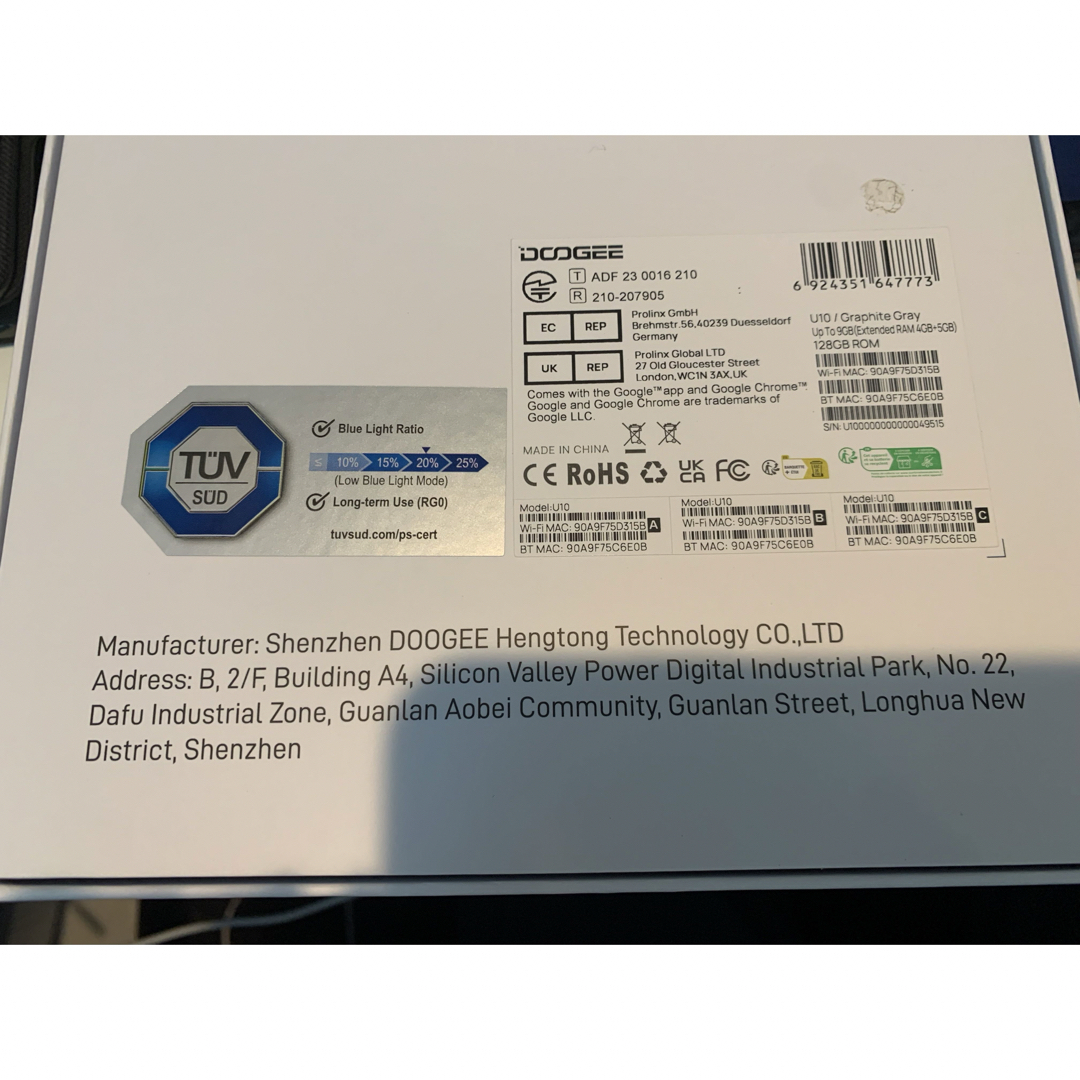 DOOGEE
T ADF 23 0016 210
R 210-207905
EC REP
Prolinx GmbH
Brehmstr.56,40239 Duesseldorf
Germany
UK REP
Prolinx Global LTD
27 Old Gloucester Street
London,WC1N 3AX,UK
Comes with the Google™app and Google Chrome™
Google and Google Chrome are trademarks of
Google LLC.
MADE IN CHINA
CE RoHS UK CA FC
6 924351 647773
U10 / Graphite Gray
Up To 9GB(Extended RAM 4GB+5GB)
128GB ROM
Wi-Fi MAC: 90A9F75D315B
BT MAC: 90A9F75C6E0B
S/N: U10000000000049515
Model:U10
Wi-Fi MAC: 90A9F75D315B A
BT MAC: 90A9F75C6E0B
Model:U10
Wi-Fi MAC: 90A9F75D315B B
BT MAC: 90A9F75C6E0B
Model:U10
Wi-Fi MAC: 90A9F75D315B C
BT MAC: 90A9F75C6E0B
TÜV
SÜD
Blue Light Ratio
≤ 10% 15% 20% 25%
(Low Blue Light Mode)
Long-term Use (RG0)
tuvsud.com/ps-cert
Manufacturer: Shenzhen DOOGEE Hengtong Technology CO.,LTD
Address: B, 2/F, Building A4, Silicon Valley Power Digital Industrial Park, No. 22,
Dafu Industrial Zone, Guanlan Aobei Community, Guanlan Street, Longhua New
District, Shenzhen